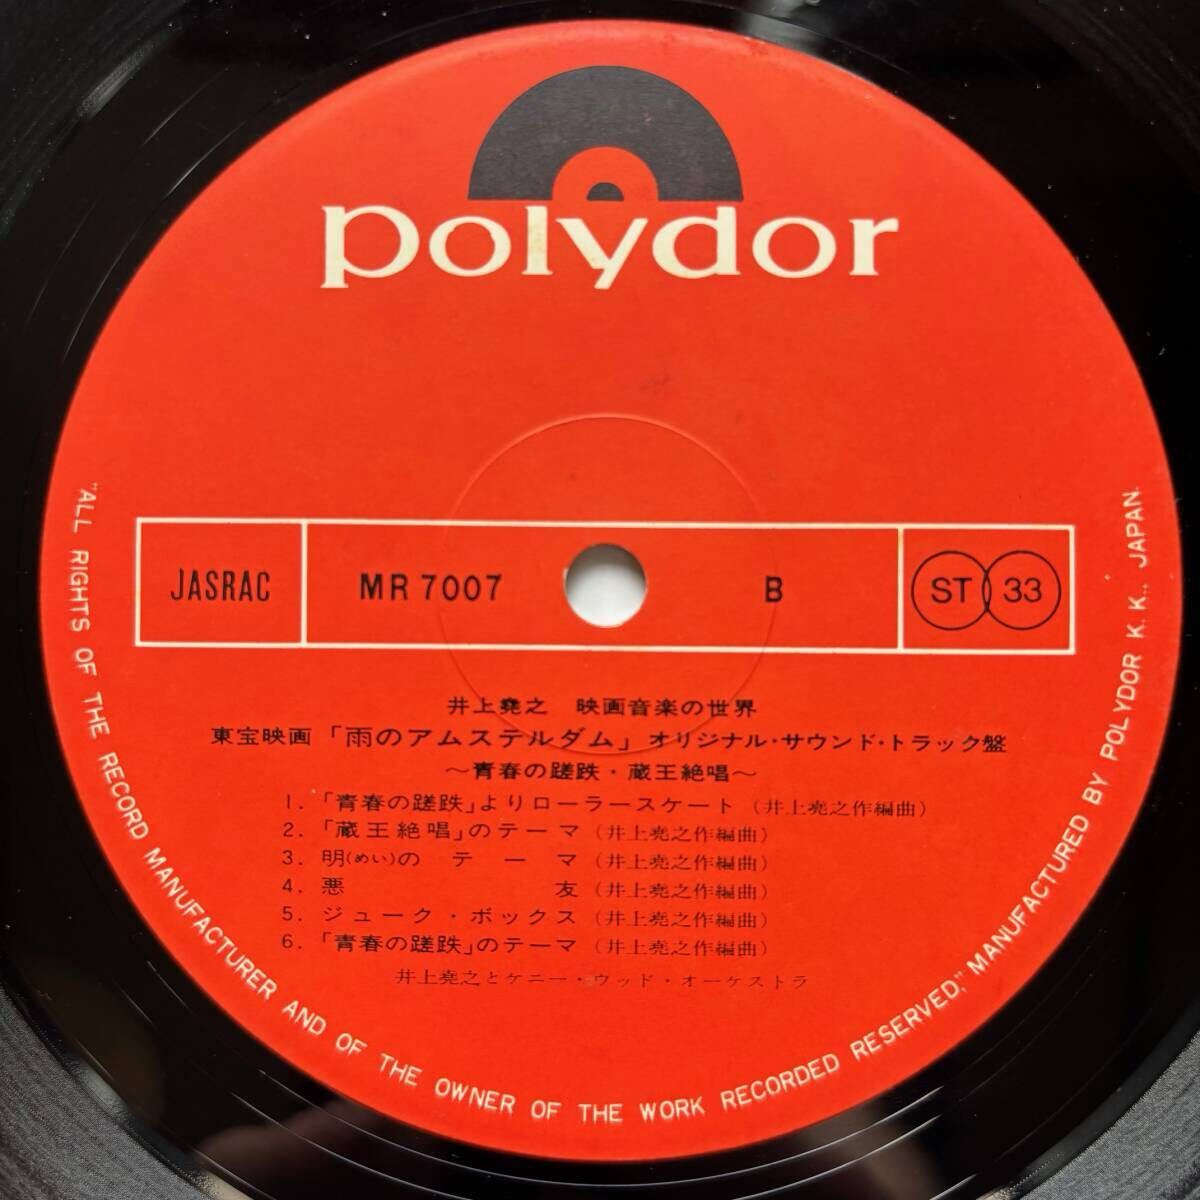 polydor
JASRAC MR 7007 B ST 33
井上堯之 映画音楽の世界
東宝映画「雨のアムステルダム」オリジナル・サウンド・トラック盤
〜青春の蹉跌・蔵王絶唱〜
1.「青春の蹉跌」よりローラースケート (井上堯之作編曲)
2.「蔵王絶唱」のテーマ (井上堯之作編曲)
3. 明(めい)のテーマ (井上堯之作編曲)
4. 悪友 (井上堯之作編曲)
5. ジューク・ボックス (井上堯之作編曲)
6.「青春の蹉跌」のテーマ (井上堯之作編曲)
井上堯之とケニー・ウッド・オーケストラ
"ALL RIGHTS OF THE RECORD MANUFACTURER AND OF THE OWNER OF THE WORK RECORDED RESERVED," MANUFACTURED BY POLYDOR K. K., JAPAN.